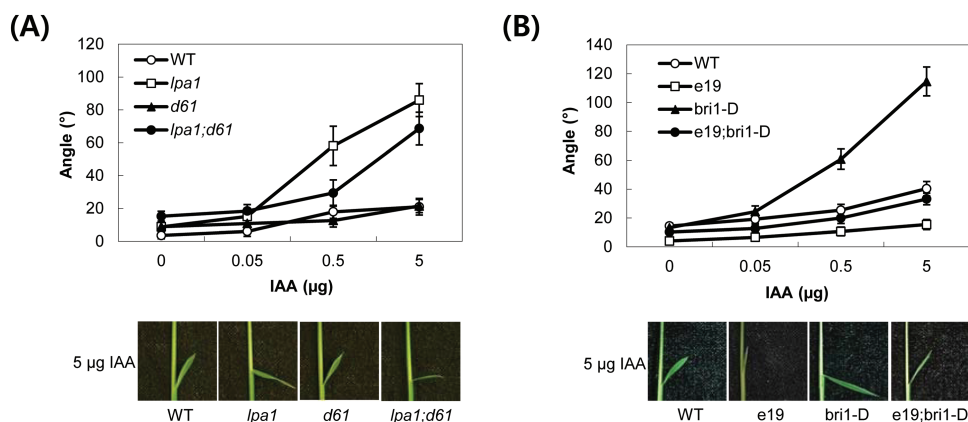 (A)
120
100
80
60
40
20
0
Angle (°)
WT
lpa1
d61
lpa1;d61
0 0.05 0.5 5
IAA (µg)
5 µg IAA
WT lpa1 d61 lpa1;d61
(B)
140
120
100
80
60
40
20
0
Angle (°)
WT
e19
bri1-D
e19;bri1-D
0 0.05 0.5 5
IAA (µg)
5 µg IAA
WT e19 bri1-D e19;bri1-D